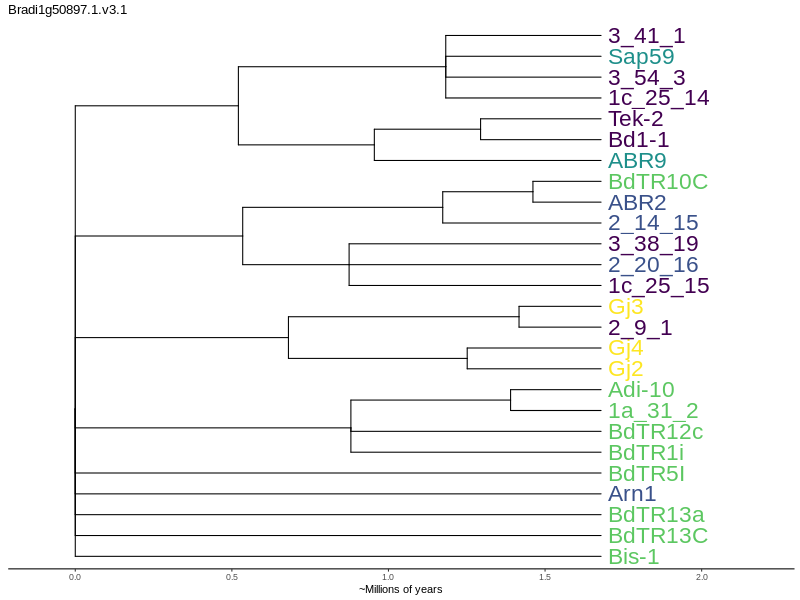 Bradi1g50897.1.v3.1
3_41_1
Sap59
3_54_3
1c_25_14
Tek-2
Bd1-1
ABR9
BdTR10C
ABR2
2_14_15
3_38_19
2_20_16
1c_25_15
Gj3
2_9_1
Gj4
Gj2
Adi-10
1a_31_2
BdTR12c
BdTR1i
BdTR5I
Arn1
BdTR13a
BdTR13C
Bis-1
0.0 0.5 1.0 1.5 2.0
~Millions of years